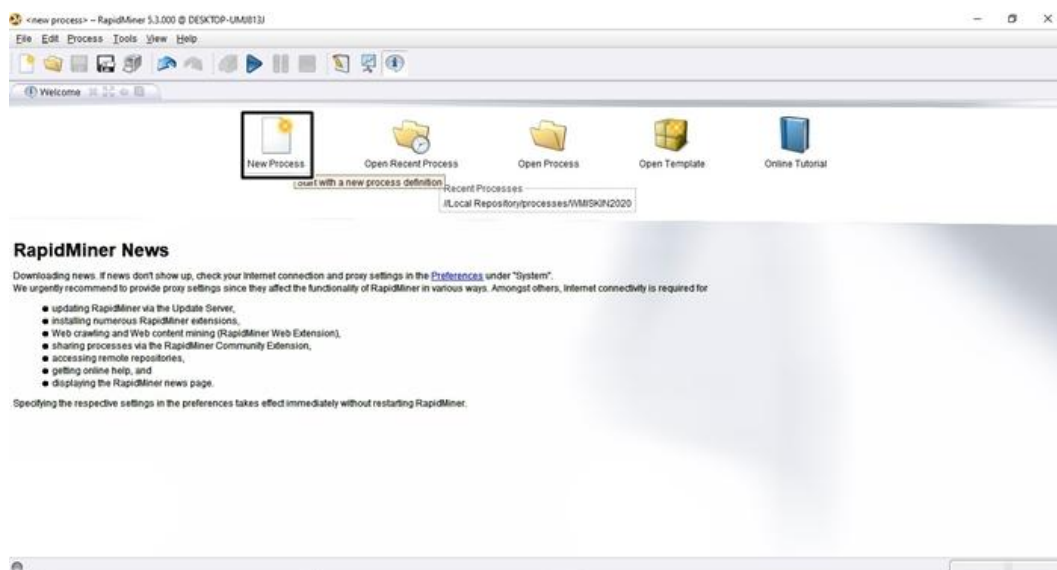 <new process> – RapidMiner 5.3.000 @ DESKTOP-UMJ813J
File Edit Process Tools View Help
Welcome
New Process Open Recent Process Open Process Open Template Online Tutorial
Start with a new process definition
Recent Processes
//Local Repository/processes/
RapidMiner News
Downloading news. If news don't show up, check your Internet connection and proxy settings in the Preferences under "System".
We urgently recommend to provide proxy settings since they affect the functionality of RapidMiner in various ways. Amongst others, Internet connectivity is required for
● updating RapidMiner via the Update Server,
● installing numerous RapidMiner extensions,
● Web crawling and Web content mining (RapidMiner Web Extension),
● sharing processes via the RapidMiner Community Extension,
● accessing remote repositories,
● getting online help, and
● displaying the RapidMiner news page.
Specifying the respective settings in the preferences takes effect immediately without restarting RapidMiner.